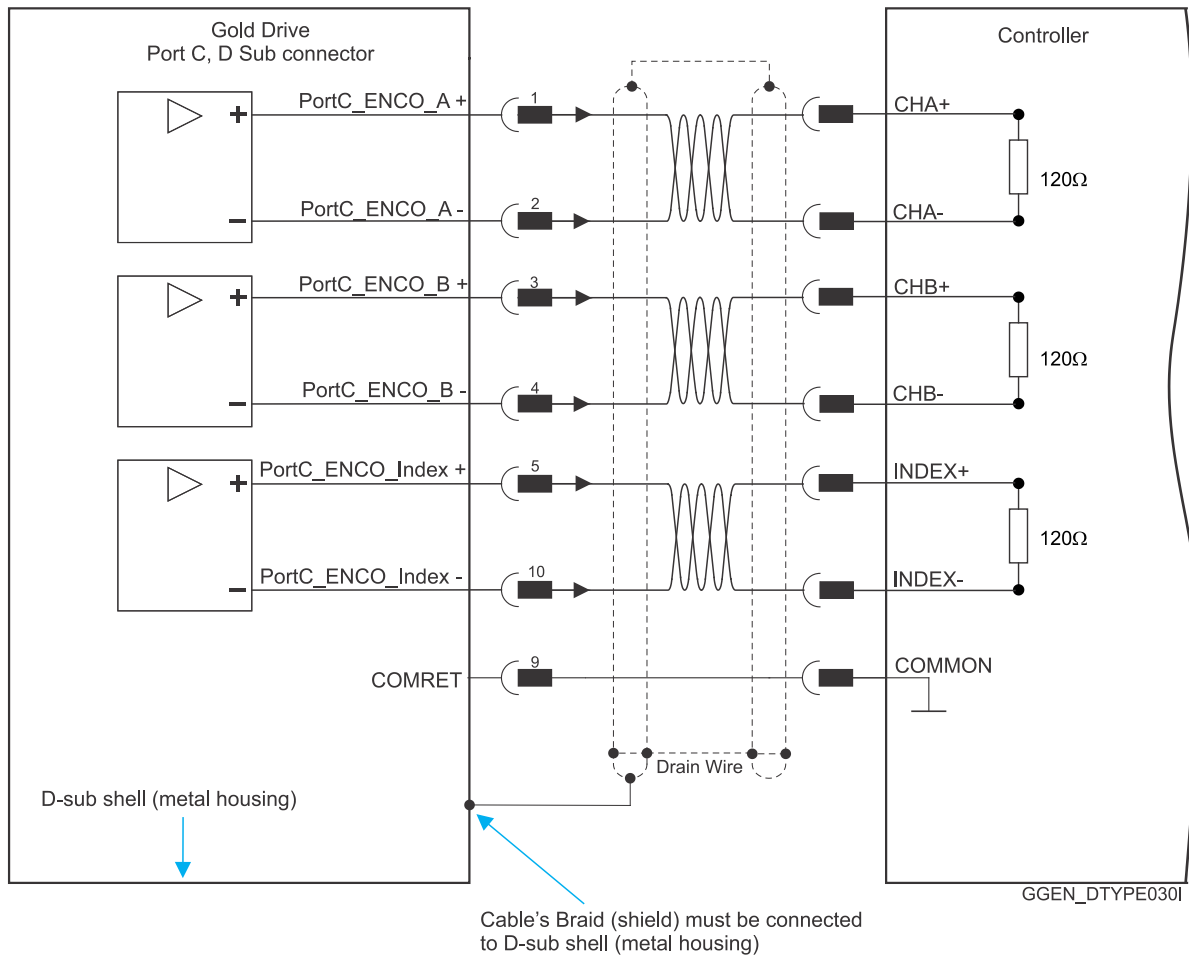 Gold Drive
Port C, D Sub connector
Controller
PortC_ENCO_A +
1
CHA+
120Ω
PortC_ENCO_A -
2
CHA-
PortC_ENCO_B +
3
CHB+
120Ω
PortC_ENCO_B -
4
CHB-
PortC_ENCO_Index +
5
INDEX+
120Ω
PortC_ENCO_Index -
10
INDEX-
COMRET
9
COMMON
Drain Wire
D-sub shell (metal housing)
GGEN_DTYPE030I
Cable's Braid (shield) must be connected
to D-sub shell (metal housing)